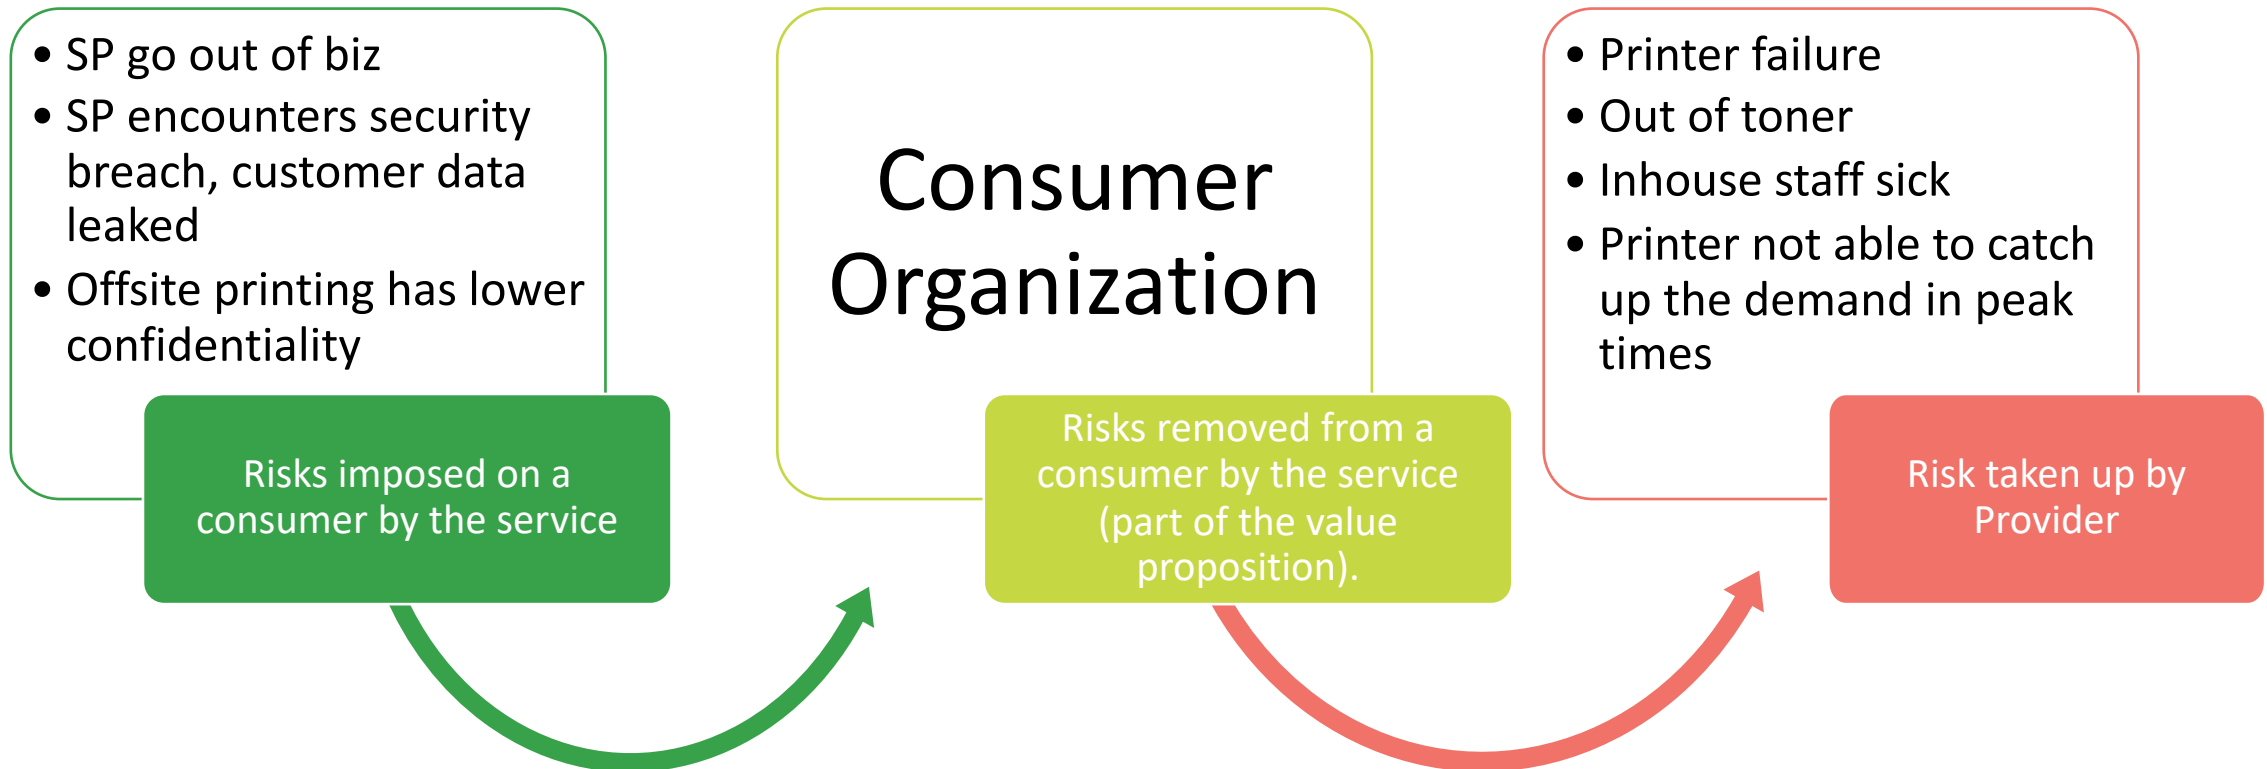 • SP go out of biz
• SP encounters security
breach, customer data
leaked
• Offsite printing has lower
confidentiality
Risks imposed on a
consumer by the service
Consumer
Organization
Risks removed from a
consumer by the service
(part of the value
proposition).
• Printer failure
• Out of toner
• Inhouse staff sick
• Printer not able to catch
up the demand in peak
times
Risk taken up by
Provider